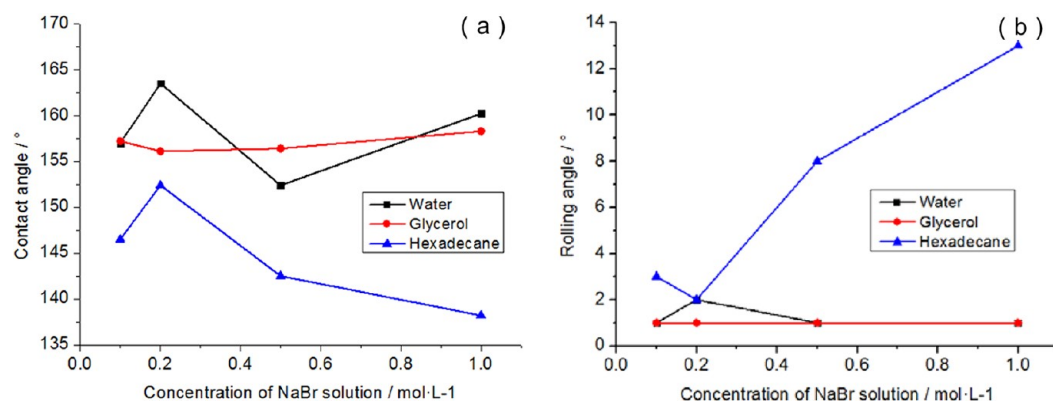 ( a )
170
165
160
155
150
145
140
135
Contact angle / °
Water
Glycerol
Hexadecane
0.0 0.2 0.4 0.6 0.8 1.0
Concentration of NaBr solution / mol·L-1
( b )
14
12
10
8
6
4
2
0
Rolling angle / °
Water
Glycerol
Hexadecane
0.0 0.2 0.4 0.6 0.8 1.0
Concentration of NaBr solution / mol·L-1